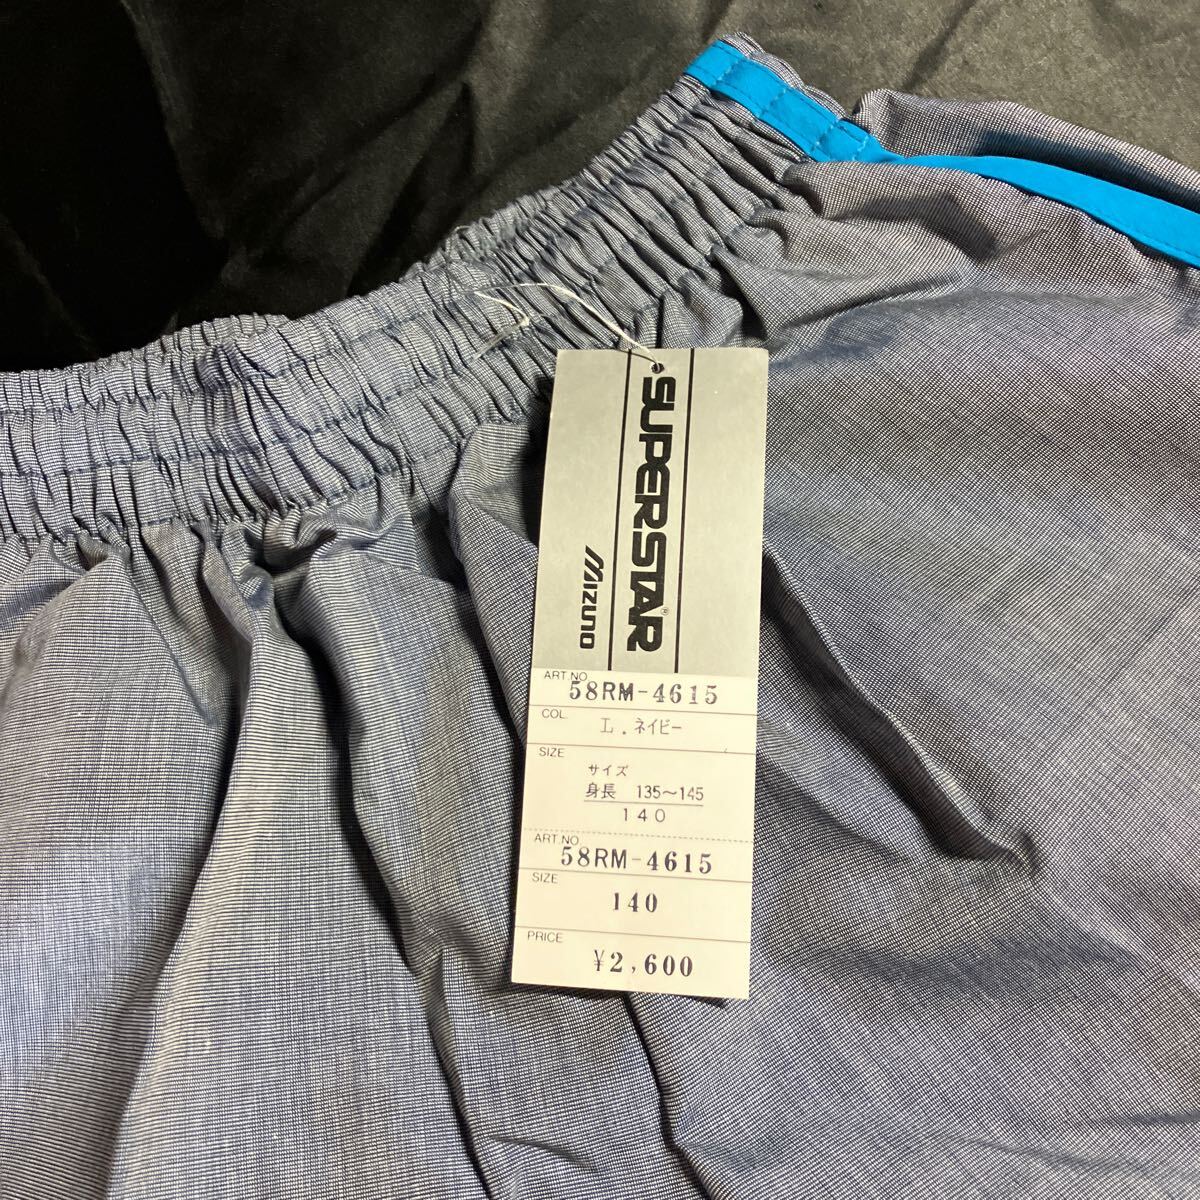 SUPERSTAR®
MIZUNO
ART.NO.
58RM-4615
COL.
L.ネイビー
SIZE
サイズ
身長 135～145
140
ART.NO.
58RM-4615
SIZE
140
PRICE
¥2,600